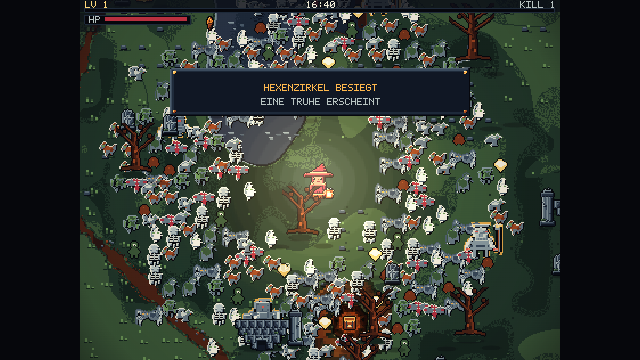 LV 1
16:40
KILL 1
HP
HEXENZIRKEL BESIEGT
EINE TRUHE ERSCHEINT